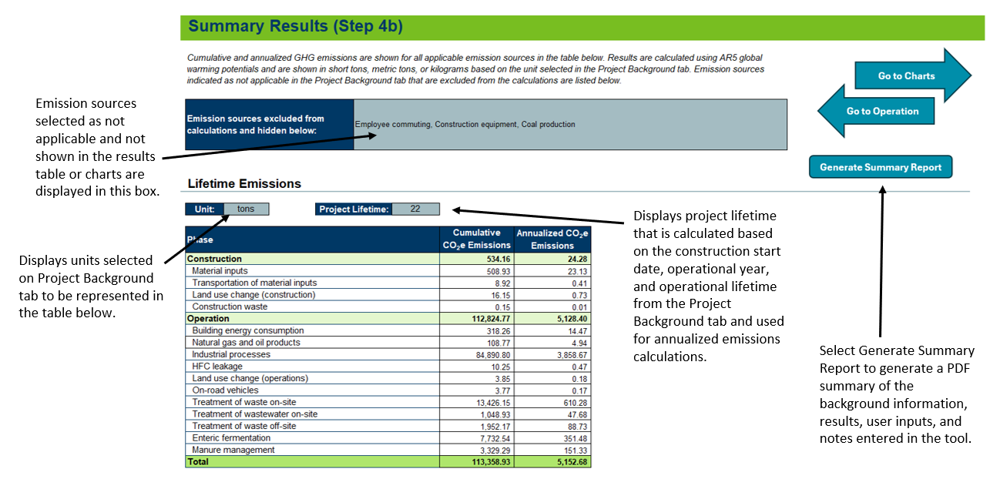 Summary Results (Step 4b)
Cumulative and annualized GHG emissions are shown for all applicable emission sources in the table below. Results are calculated using AR5 global
warming potentials and are shown in short tons, metric tons, or kilograms based on the unit selected in the Project Background tab. Emission sources
indicated as not applicable in the Project Background tab that are excluded from the calculations are listed below.
Go to Charts
Go to Operation
Generate Summary Report
Emission sources
selected as not
applicable and not
shown in the results
table or charts are
displayed in this box.
Emission sources excluded from
calculations and hidden below:
Employee commuting, Construction equipment, Coal production
Lifetime Emissions
Unit: tons Project Lifetime: 22
Displays units selected
on Project Background
tab to be represented in
the table below.
Phase Cumulative CO₂e Emissions Annualized CO₂e Emissions
Construction 534.16 24.28
Material inputs 508.93 23.13
Transportation of material inputs 8.92 0.41
Land use change (construction) 16.15 0.73
Construction waste 0.15 0.01
Operation 112,824.77 5,128.40
Building energy consumption 318.26 14.47
Natural gas and oil products 108.77 4.94
Industrial processes 84,890.80 3,858.67
HFC leakage 10.25 0.47
Land use change (operations) 3.85 0.18
On-road vehicles 3.77 0.17
Treatment of waste on-site 13,426.15 610.28
Treatment of wastewater on-site 1,048.93 47.68
Treatment of waste off-site 1,952.17 88.73
Enteric fermentation 7,732.54 351.48
Manure management 3,329.29 151.33
Total 113,358.93 5,152.68
Displays project lifetime
that is calculated based
on the construction start
date, operational year,
and operational lifetime
from the Project
Background tab and used
for annualized emissions
calculations.
Select Generate Summary
Report to generate a PDF
summary of the
background information,
results, user inputs, and
notes entered in the tool.